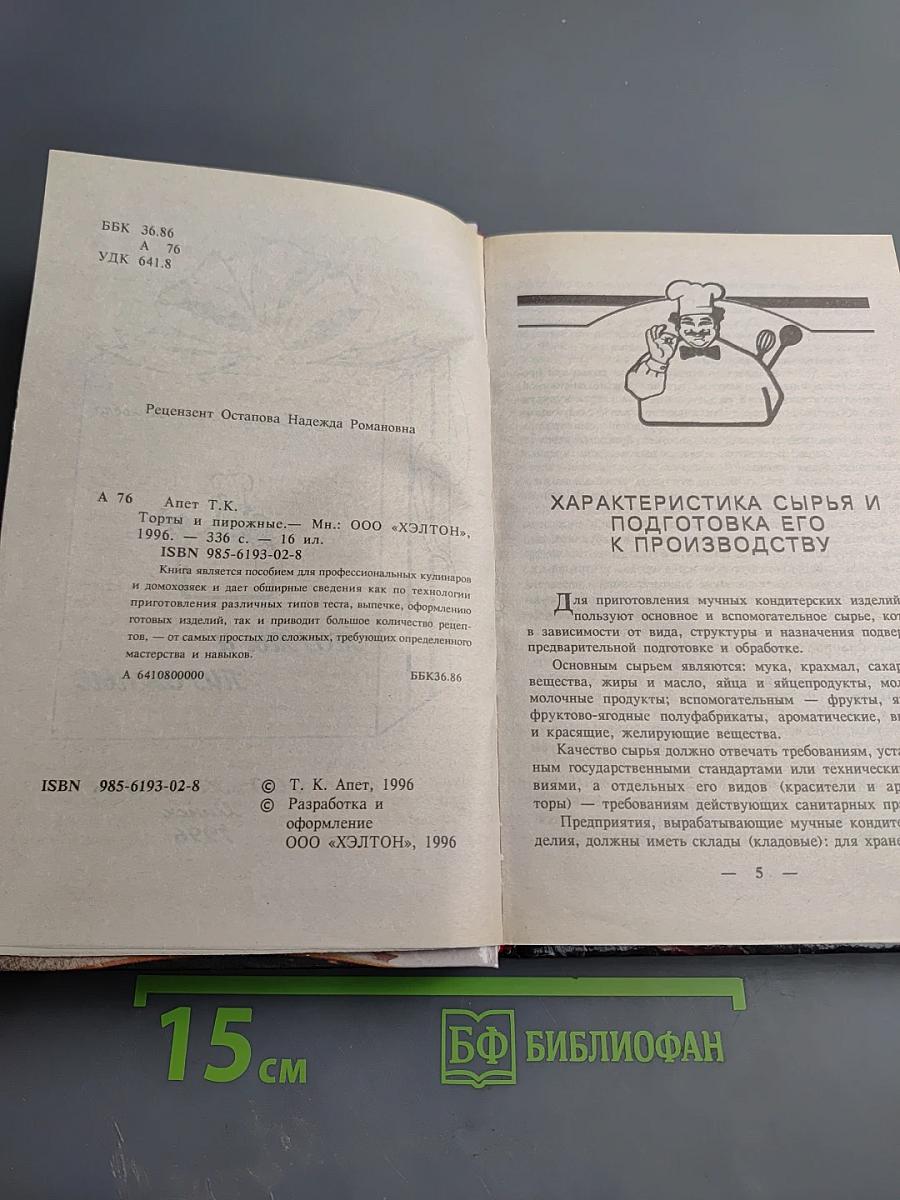 ББК 36.86
А 76
УДК 641.8
Рецензент Остапова Надежда Романовна
А 76 Апет Т.К.
Торты и пирожные.— Мн.: ООО «ХЭЛТОН»,
1996. — 336 с. — 16 ил.
ISBN 985-6193-02-8
Книга является пособием для профессиональных кулинаров
и домохозяек и дает обширные сведения как по технологии
приготовления различных типов теста, выпечке, оформлению
готовых изделий, так и приводит большое количество рецеп-
тов, — от самых простых до сложных, требующих определенного
мастерства и навыков.
А 6410800000 ББК36.86
ISBN 985-6193-02-8
© Т. К. Апет, 1996
© Разработка и
оформление
ООО «ХЭЛТОН», 1996
ХАРАКТЕРИСТИКА СЫРЬЯ И
ПОДГОТОВКА ЕГО
К ПРОИЗВОДСТВУ
Для приготовления мучных кондитерских изделий
пользуют основное и вспомогательное сырье, кот
в зависимости от вида, структуры и назначения подвер
предварительной подготовке и обработке.
Основным сырьем являются: мука, крахмал, сахар
вещества, жиры и масло, яйца и яйцепродукты, мол
молочные продукты; вспомогательным — фрукты, я
фруктово-ягодные полуфабрикаты, ароматические, в
и красящие, желирующие вещества.
Качество сырья должно отвечать требованиям, уста
ным государственными стандартами или технически
виями, а отдельных его видов (красители и ар
торы) — требованиям действующих санитарных пр
Предприятия, вырабатывающие мучные кондите
делия, должны иметь склады (кладовые): для хране
— 5 —
15 см
БФ БИБЛИОФАН